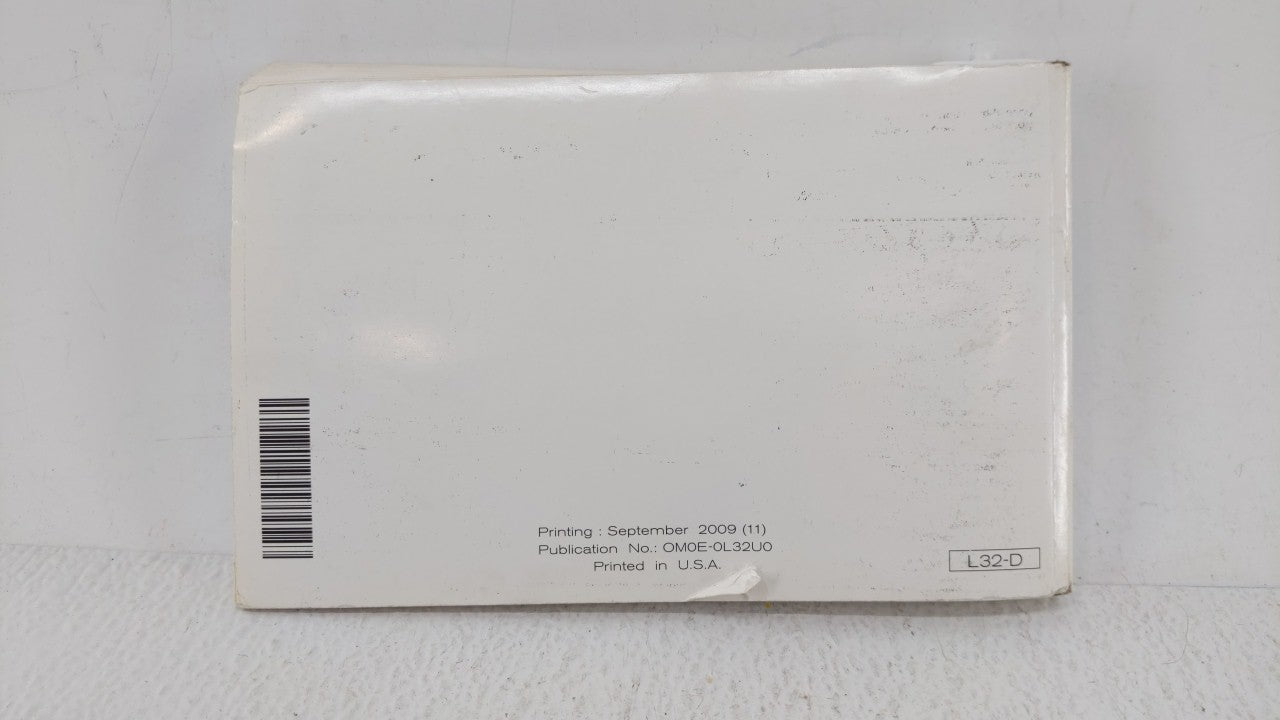 Printing : September 2009 (11)
Publication No.: OM0E-0L32U0
Printed in U.S.A.
L32-D